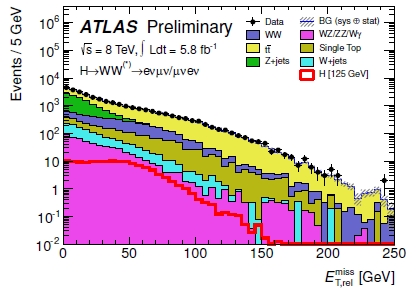 ATLAS Preliminary
√s = 8 TeV, ∫ Ldt = 5.8 fb⁻¹
H→WW⁽*⁾→eνμν/μνeν
Data
BG (sys ⊕ stat)
WW
WZ/ZZ/Wγ
tt̄
Single Top
Z+jets
W+jets
H [125 GeV]
Events / 5 GeV
10⁶
10⁵
10⁴
10³
10²
10
1
10⁻¹
10⁻²
0 50 100 150 200 250
E_T,rel^miss [GeV]